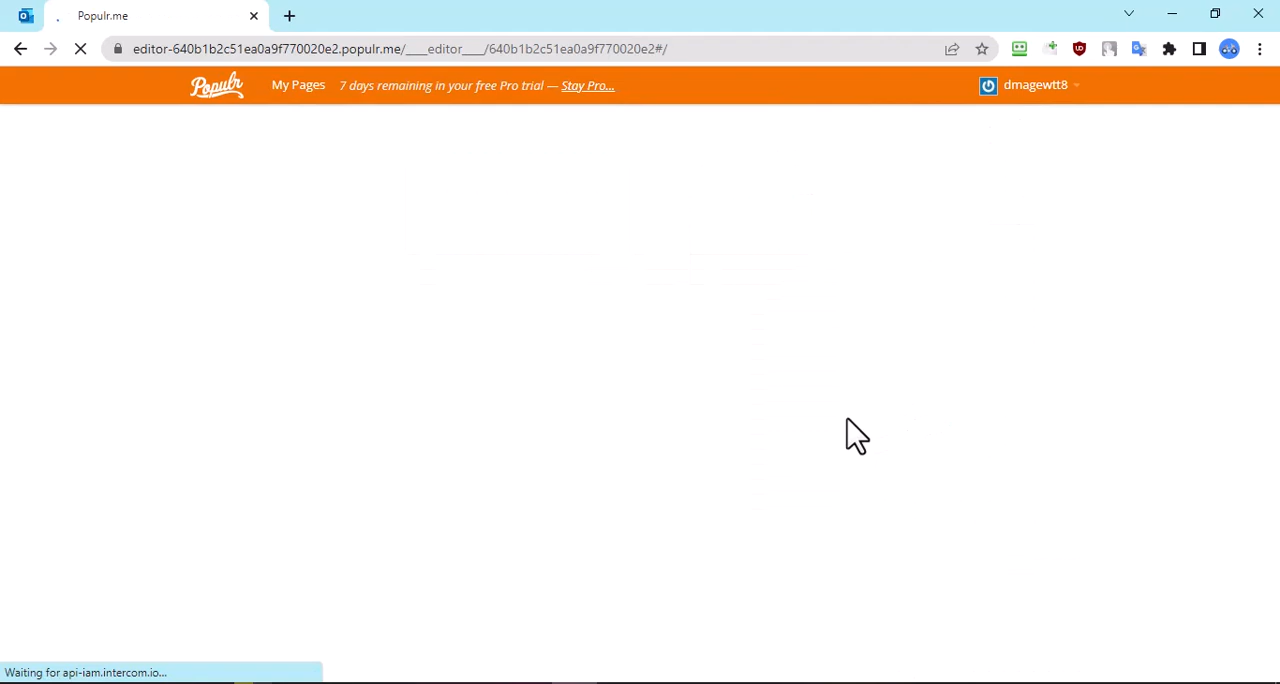 Populr.me
editor-640b1b2c51ea0a9f770020e2.populr.me/____editor____/640b1b2c51ea0a9f770020e2#/
Populr My Pages 7 days remaining in your free Pro trial — Stay Pro... dmagewtt8
Waiting for api-iam.intercom.io...